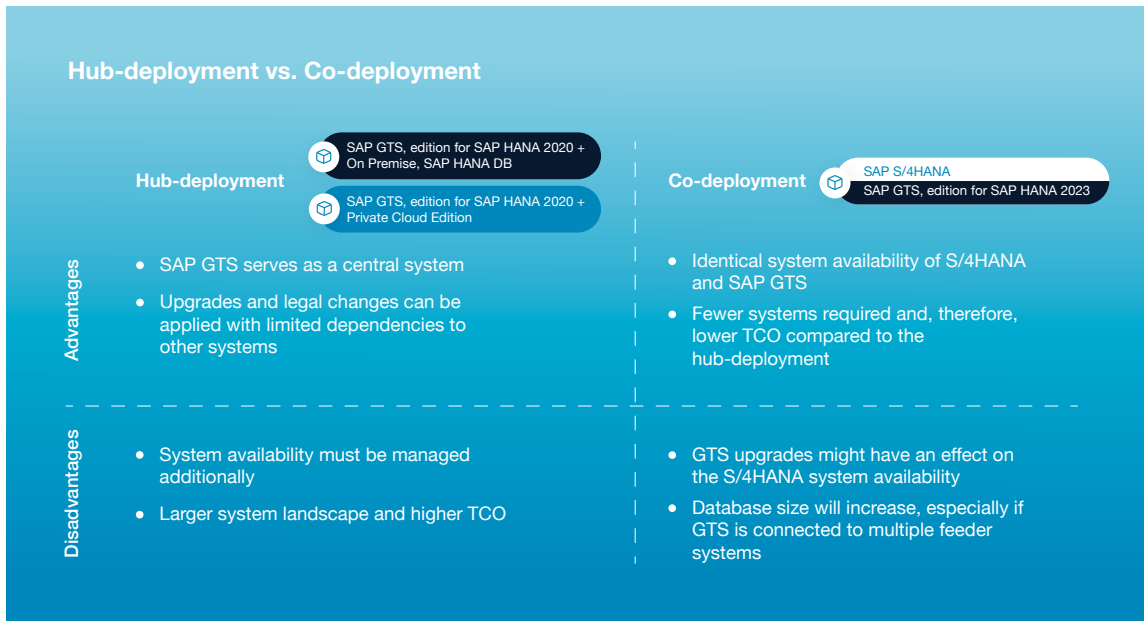 Hub-deployment vs. Co-deployment
Hub-deployment
SAP GTS, edition for SAP HANA 2020 +
On Premise, SAP HANA DB
SAP GTS, edition for SAP HANA 2020 +
Private Cloud Edition
Co-deployment
SAP S/4HANA
SAP GTS, edition for SAP HANA 2023
Advantages
• SAP GTS serves as a central system
• Upgrades and legal changes can be
applied with limited dependencies to
other systems
• Identical system availability of S/4HANA
and SAP GTS
• Fewer systems required and, therefore,
lower TCO compared to the
hub-deployment
Disadvantages
• System availability must be managed
additionally
• Larger system landscape and higher TCO
• GTS upgrades might have an effect on
the S/4HANA system availability
• Database size will increase, especially if
GTS is connected to multiple feeder
systems